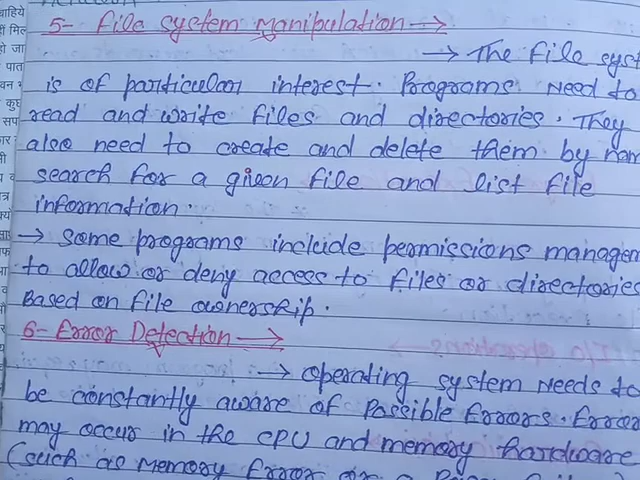 5- File System Manipulation →
→ The file syst
is of particular interest. Programs Need to
read and write files and directories. They
also need to create and delete them by nam
search for a given file and list file
information.
→ Some programs include permissions managem
to allow or deny access to files or directories
Based on file ownership.
6- Error Detection →
→ Operating system Needs to
be constantly aware of Possible Errors. Error
may occur in the CPU and memory hardware
(such as Memory Error or a